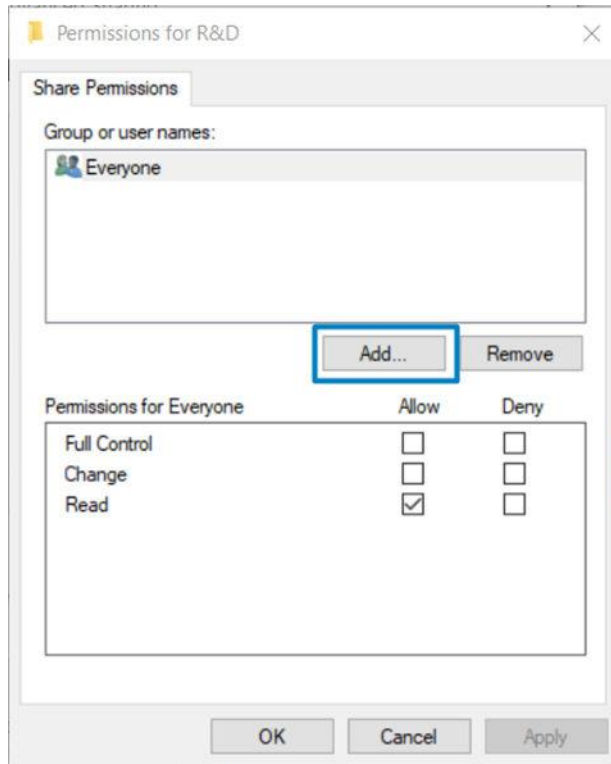 Permissions for R&D
Share Permissions
Group or user names:
Everyone
Add... Remove
Permissions for Everyone Allow Deny
Full Control
Change
Read
OK Cancel Apply